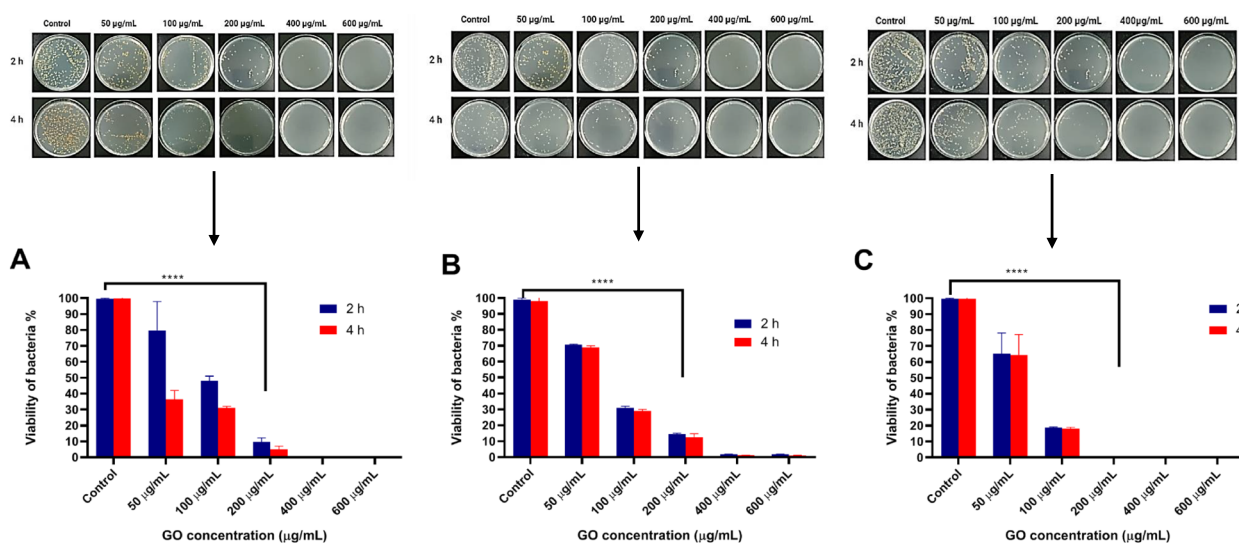 Control 50 µg/mL 100 µg/mL 200 µg/mL 400 µg/mL 600 µg/mL
2 h
4 h
Control 50 µg/mL 100 µg/mL 200 µg/mL 400 µg/mL 600 µg/mL
2 h
4 h
Control 50 µg/mL 100 µg/mL 200 µg/mL 400µg/mL 600 µg/mL
2 h
4 h
A
****
2 h
4 h
Viability of bacteria %
100
90
80
70
60
50
40
30
20
10
0
Control
50 µg/mL
100 µg/mL
200 µg/mL
400 µg/mL
600 µg/mL
GO concentration (µg/mL)
B
****
2 h
4 h
Viability of bacteria %
100
90
80
70
60
50
40
30
20
10
0
Control
50 µg/mL
100 µg/mL
200 µg/mL
400 µg/mL
600 µg/mL
GO concentration (µg/mL)
C
****
2
4
Viability of bacteria %
100
90
80
70
60
50
40
30
20
10
0
Control
50 µg/mL
100 µg/mL
200 µg/mL
400 µg/mL
600 µg/mL
GO concentration (µg/mL)